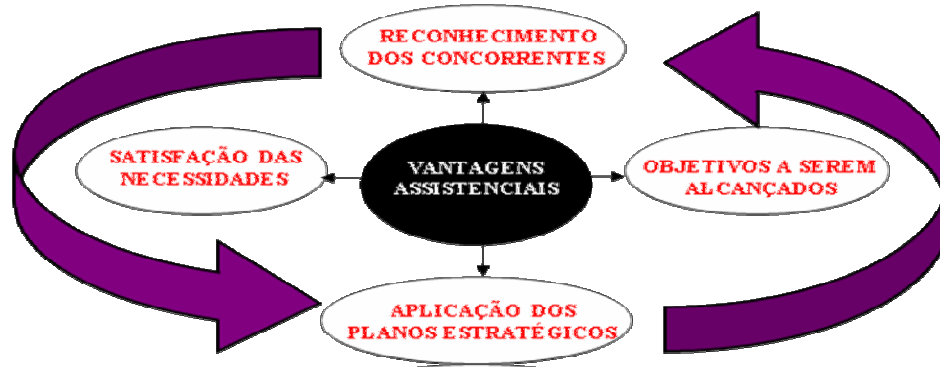 RECONHECIMENTO
DOS CONCORRENTES
SATISFAÇÃO DAS
NECESSIDADES
VANTAGENS
ASSISTENCIAIS
OBJETIVOS A SEREM
ALCANÇADOS
APLICAÇÃO DOS
PLANOS ESTRATÉGICOS